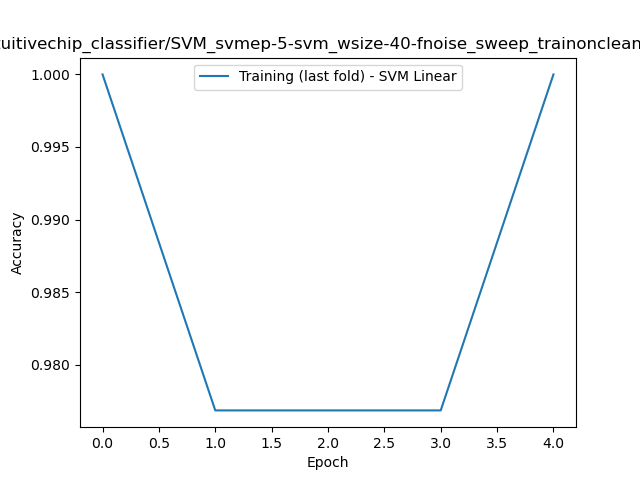 uitivechip_classifier/SVM_svmep-5-svm_wsize-40-fnoise_sweep_trainonclean
Training (last fold) - SVM Linear
1.000
0.995
0.990
0.985
0.980
Accuracy
0.0 0.5 1.0 1.5 2.0 2.5 3.0 3.5 4.0
Epoch